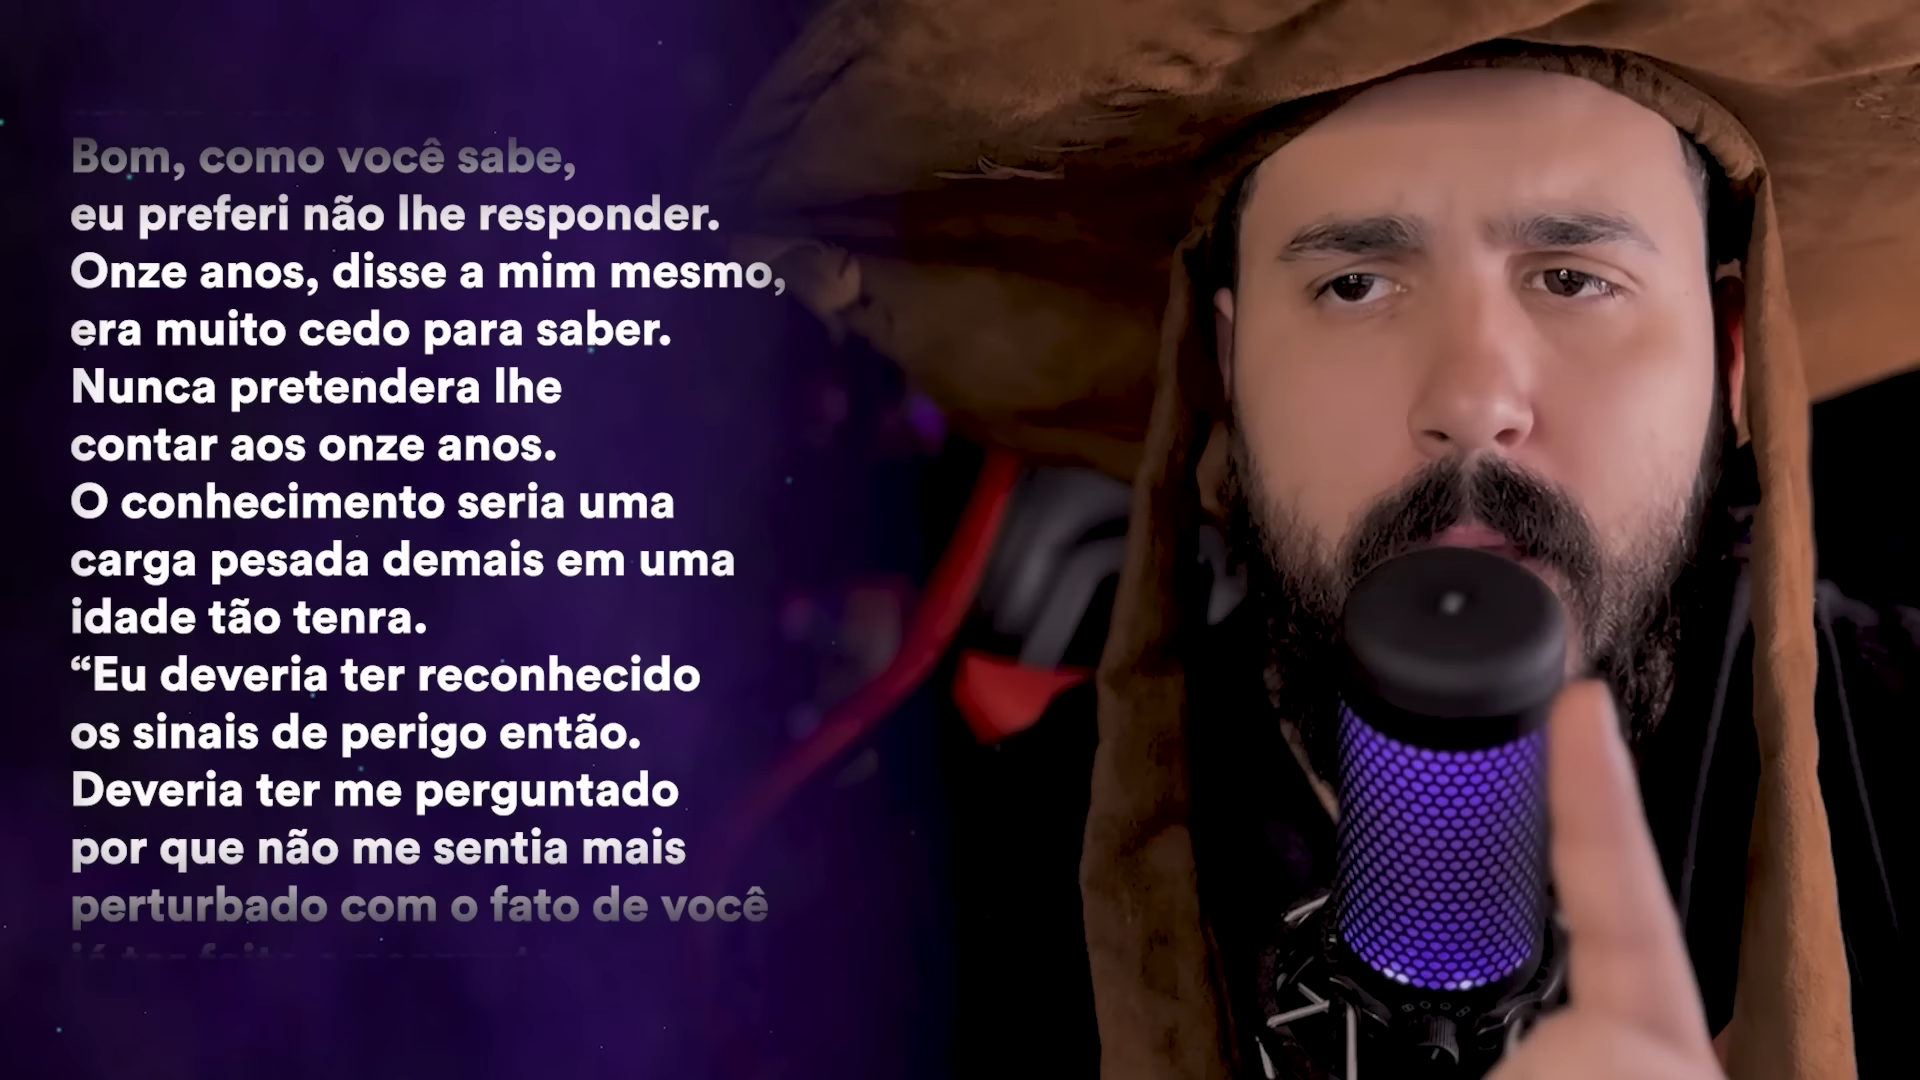 Bom, como você sabe,
eu preferi não lhe responder.
Onze anos, disse a mim mesmo,
era muito cedo para saber.
Nunca pretendera lhe
contar aos onze anos.
O conhecimento seria uma
carga pesada demais em uma
idade tão tenra.
“Eu deveria ter reconhecido
os sinais de perigo então.
Deveria ter me perguntado
por que não me sentia mais
perturbado com o fato de você